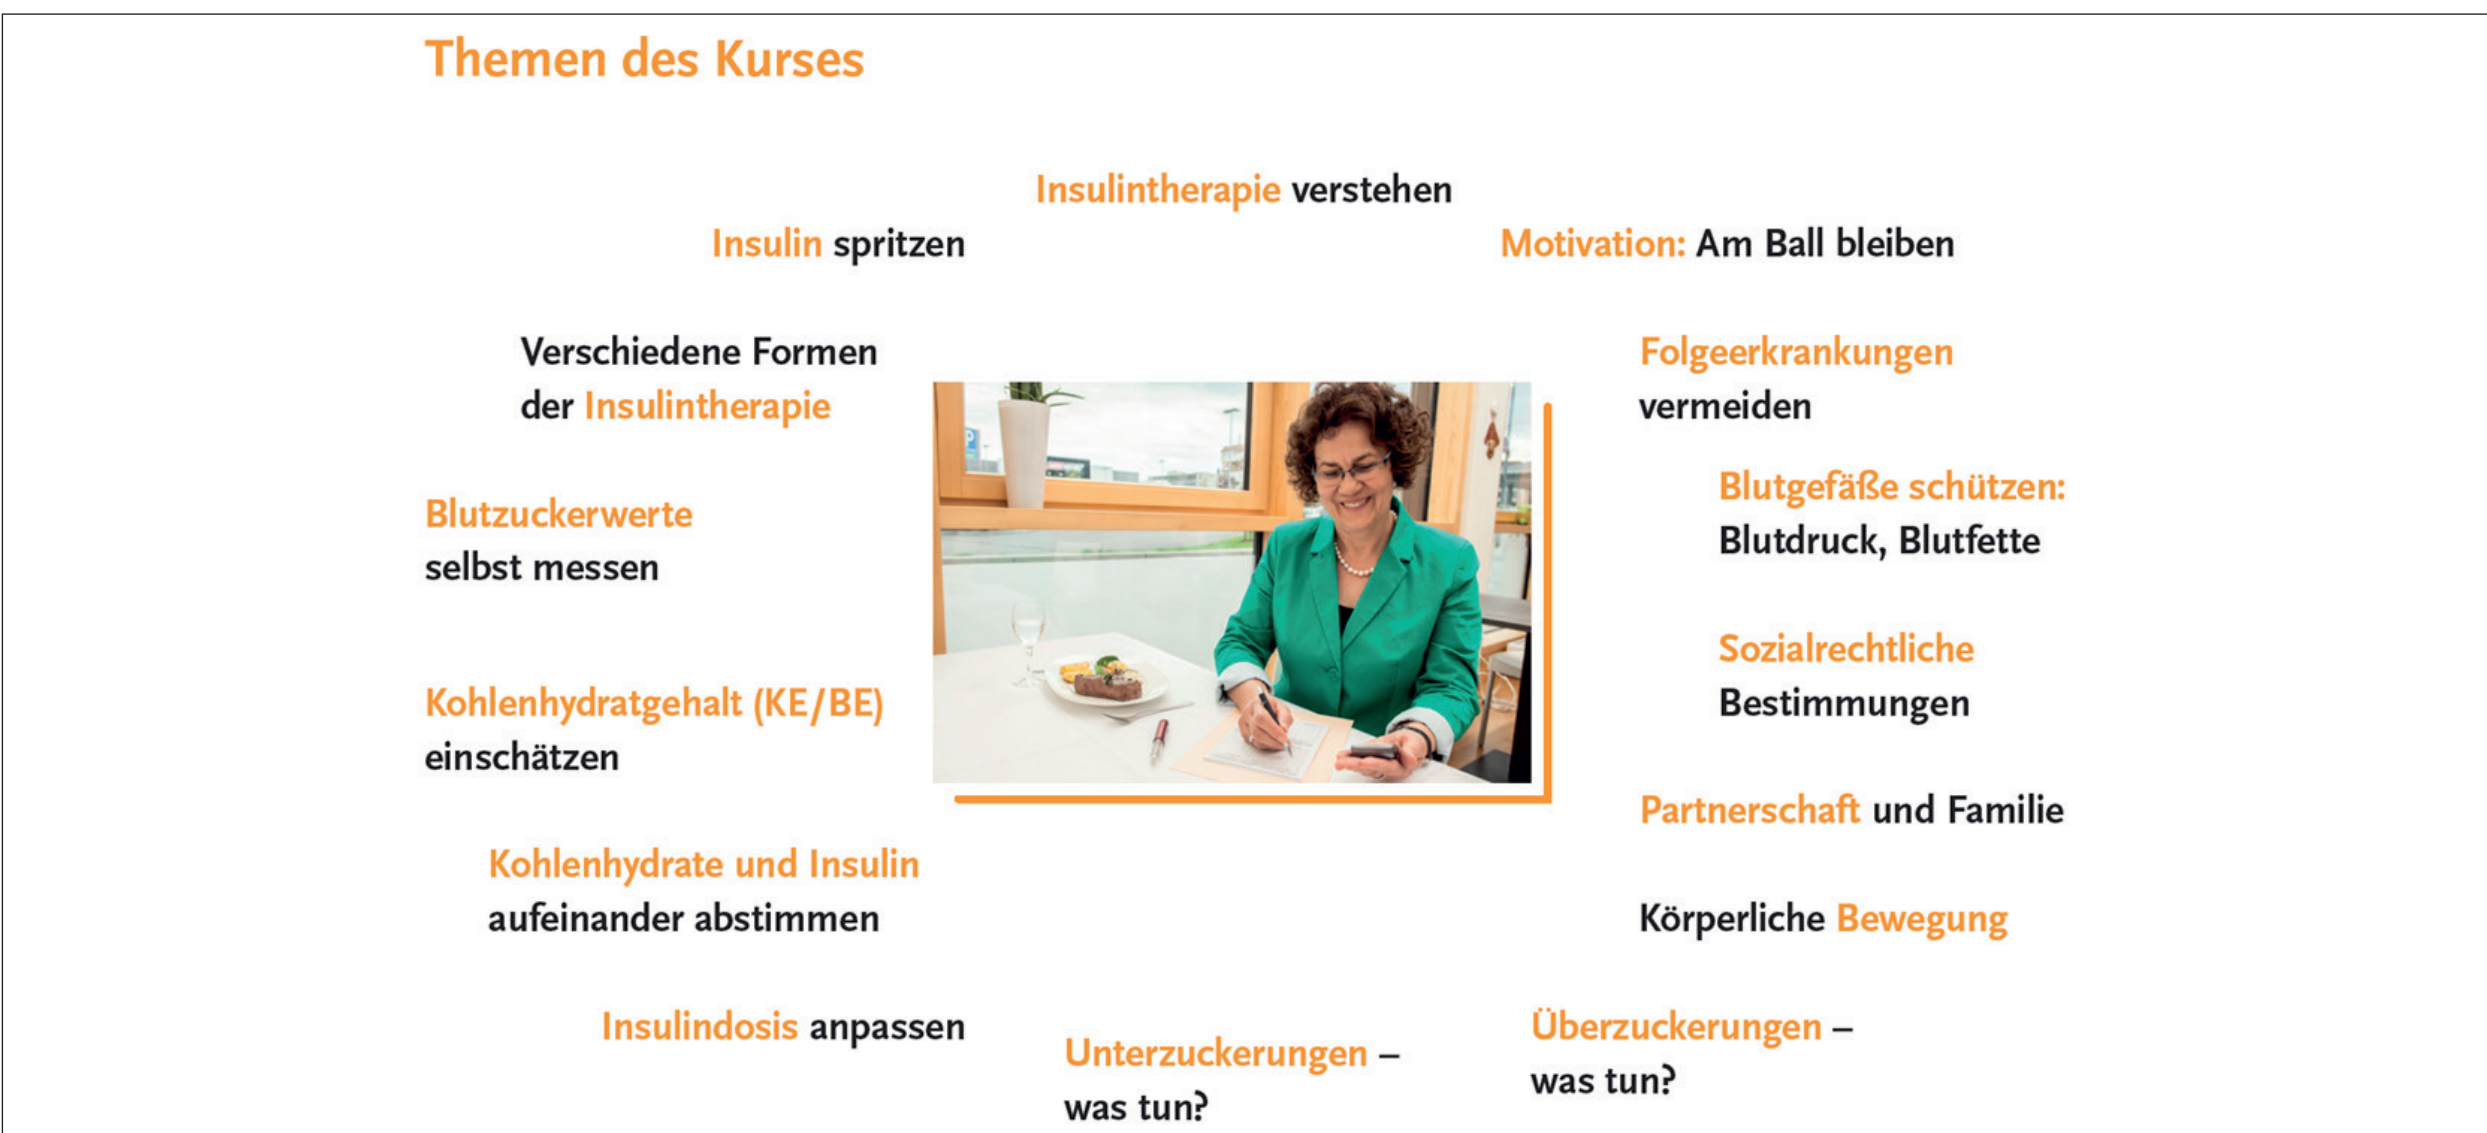 Themen des Kurses
Insulintherapie verstehen
Insulin spritzen
Motivation: Am Ball bleiben
Verschiedene Formen
der Insulintherapie
Folgeerkrankungen
vermeiden
Blutzuckerwerte
selbst messen
Blutgefäße schützen:
Blutdruck, Blutfette
Sozialrechtliche
Bestimmungen
Kohlenhydratgehalt (KE/BE)
einschätzen
Partnerschaft und Familie
Kohlenhydrate und Insulin
aufeinander abstimmen
Körperliche Bewegung
Insulindosis anpassen
Unterzuckerungen –
was tun?
Überzuckerungen –
was tun?